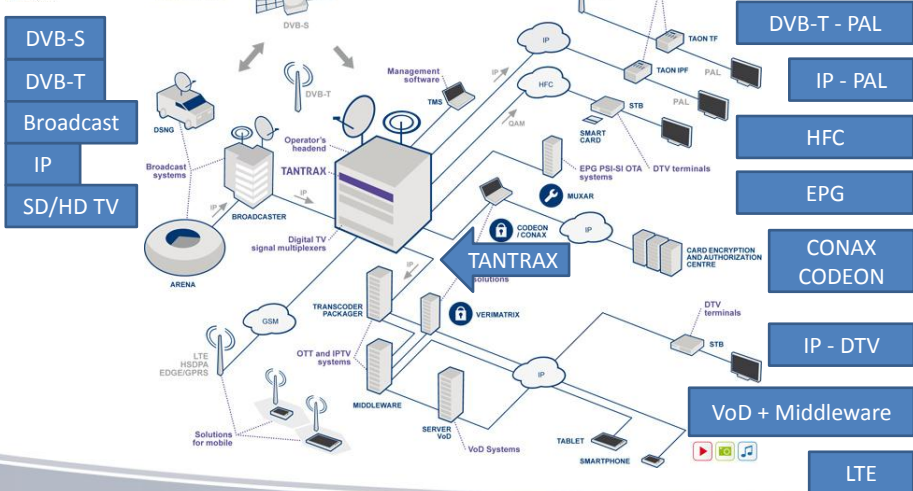 DVB-S
DVB-T
Broadcast
IP
SD/HD TV
DVB-S
DVB-T
DSNG
Broadcast
systems
IP
BROADCASTER
IP
ARENA
Operator's
headend
TANTRAX
Digital TV
signal multiplexers
Management
software
TMS
IP
QAM
IP
HFC
TAON TF
TAON IPF
PAL
PAL
STB
SMART
CARD
EPG PSI-SI OTA
systems
DTV terminals
MUXAR
CODEON
/ CONAX
IP
CARD ENCRYPTION
AND AUTHORIZATION
CENTRE
TANTRAX
solutions
IP
TRANSCODER
PACKAGER
VERIMATRIX
GSM
LTE
HSDPA
EDGE/GPRS
OTT and IPTV
systems
MIDDLEWARE
Solutions
for mobile
SERVER
VoD
VoD Systems
IP
DTV
terminals
STB
TABLET
SMARTPHONE
DVB-T - PAL
IP - PAL
HFC
EPG
CONAX
CODEON
IP - DTV
VoD + Middleware
LTE